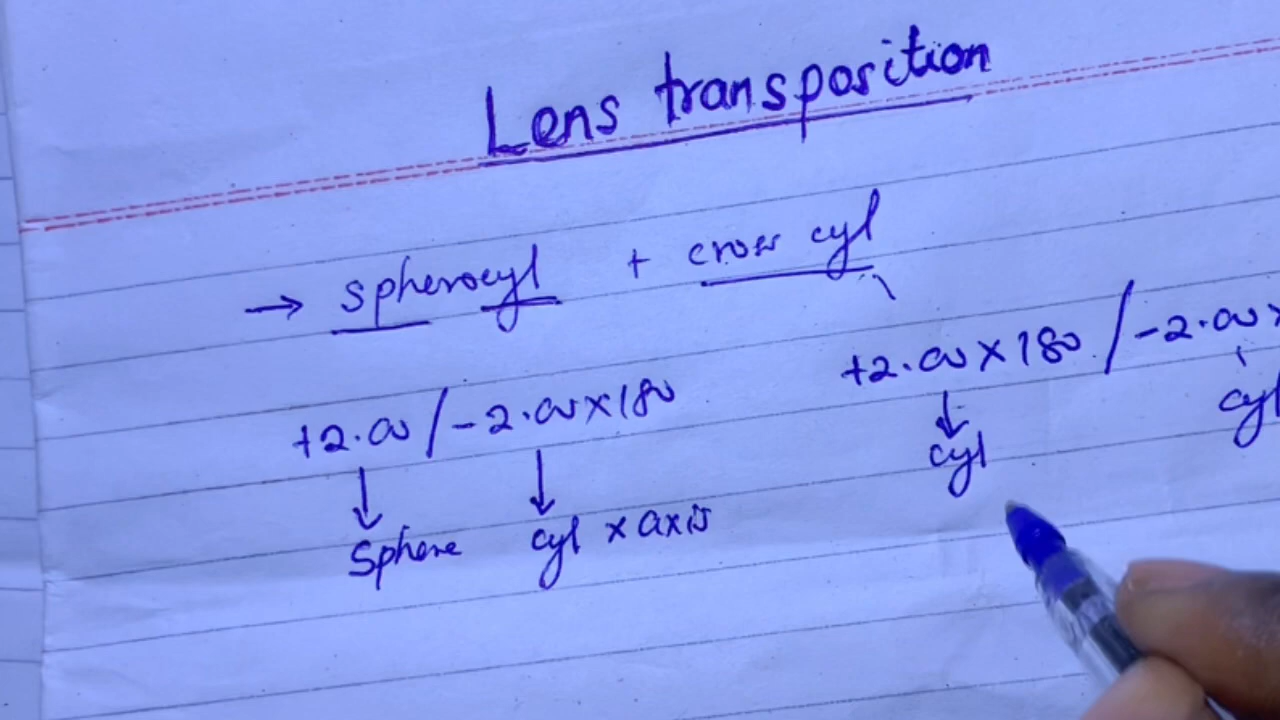 Lens transposition
→ spherocyl + cross cyl
+2.00/-2.00×180 +2.00×180/-2.00×
↓ ↓ ↓ cyl
Sphere cyl × axis cyl